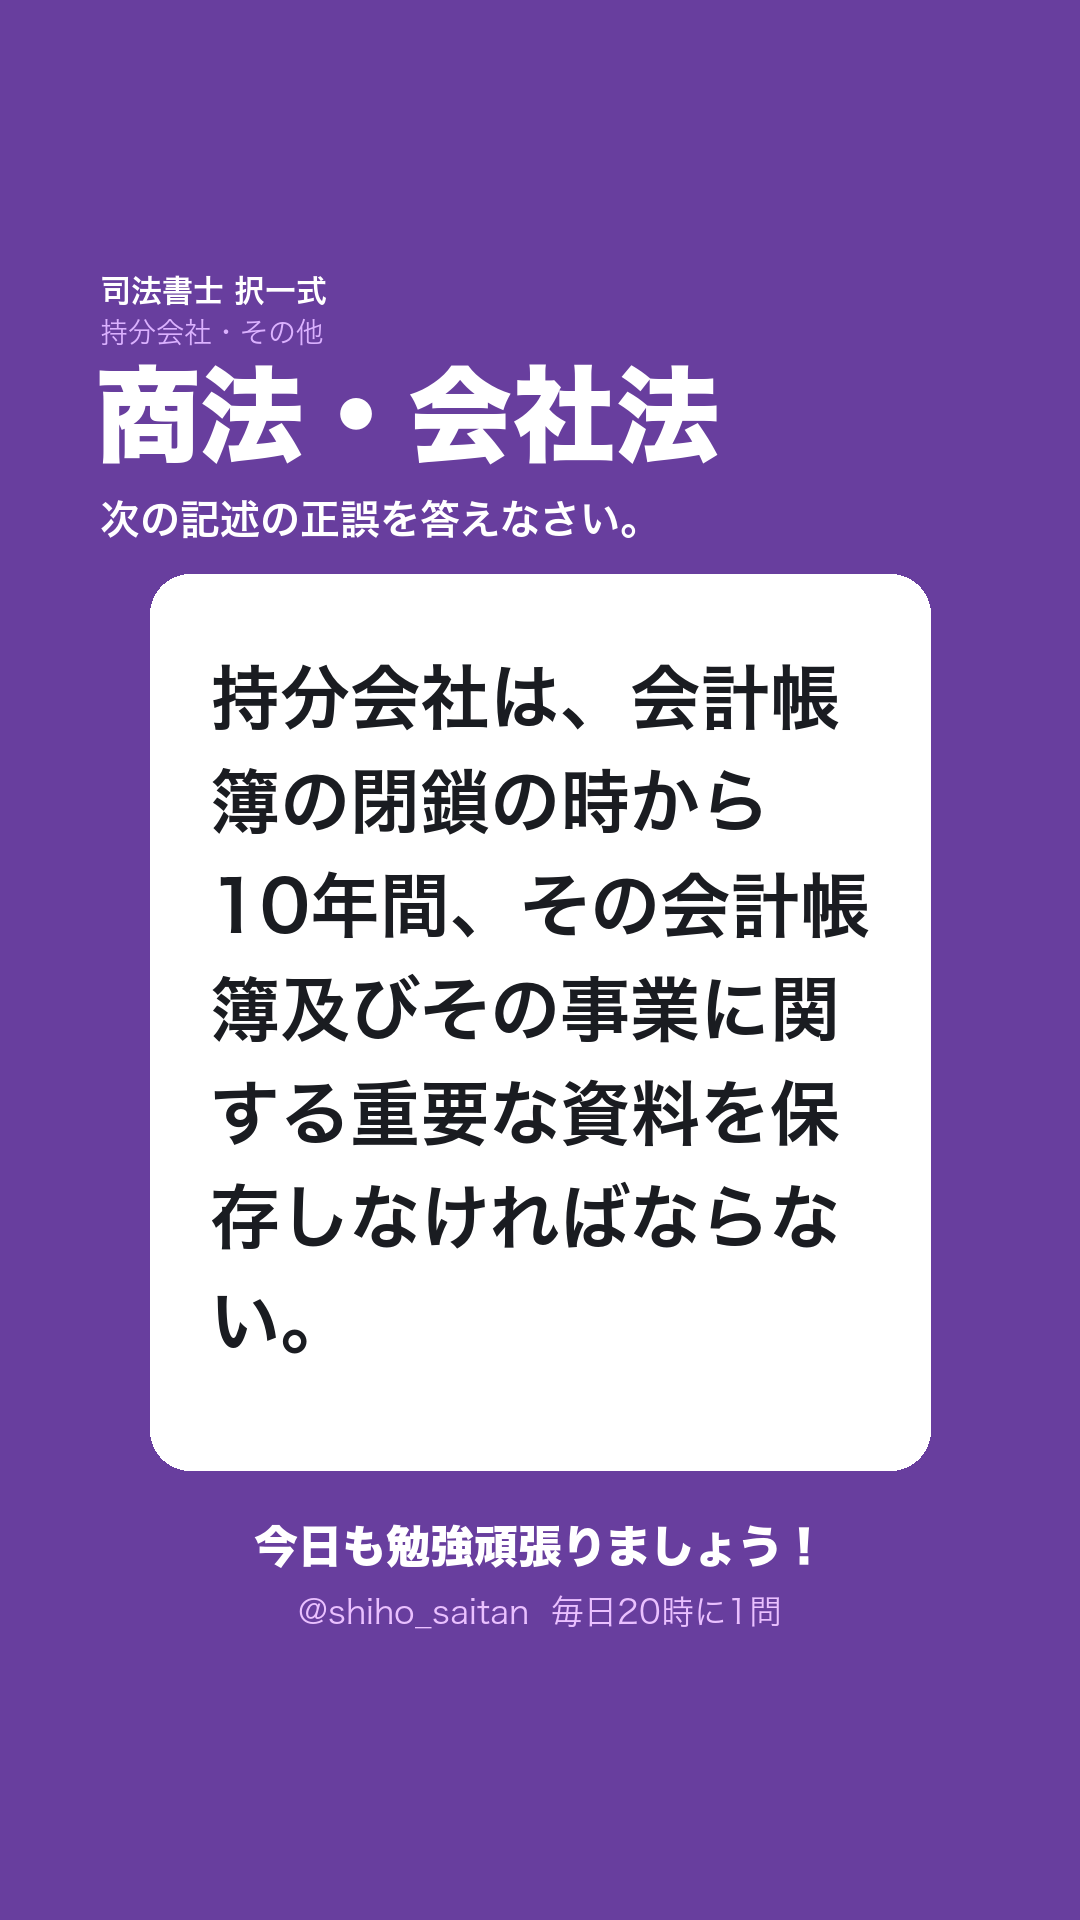 司法書士 択一式
持分会社・その他
商法・会社法
次の記述の正誤を答えなさい。
持分会社は、会計帳
簿の閉鎖の時から
10年間、その会計帳
簿及びその事業に関
する重要な資料を保
存しなければならな
い。
今日も勉強頑張りましょう！
@shiho_saitan 毎日20時に1問